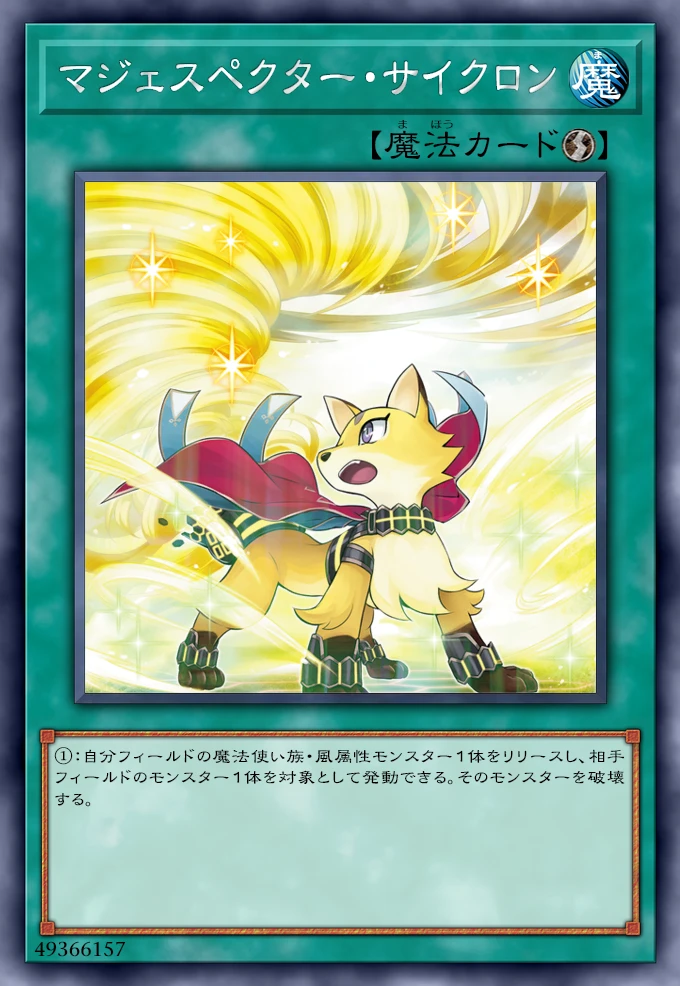 マジェスペクター・サイクロン
ま
魔
ま ほう
【魔法カード】
①：自分フィールドの魔法使い族・風属性モンスター１体をリリースし、相手
フィールドのモンスター１体を対象として発動できる。そのモンスターを破壊
する。
49366157